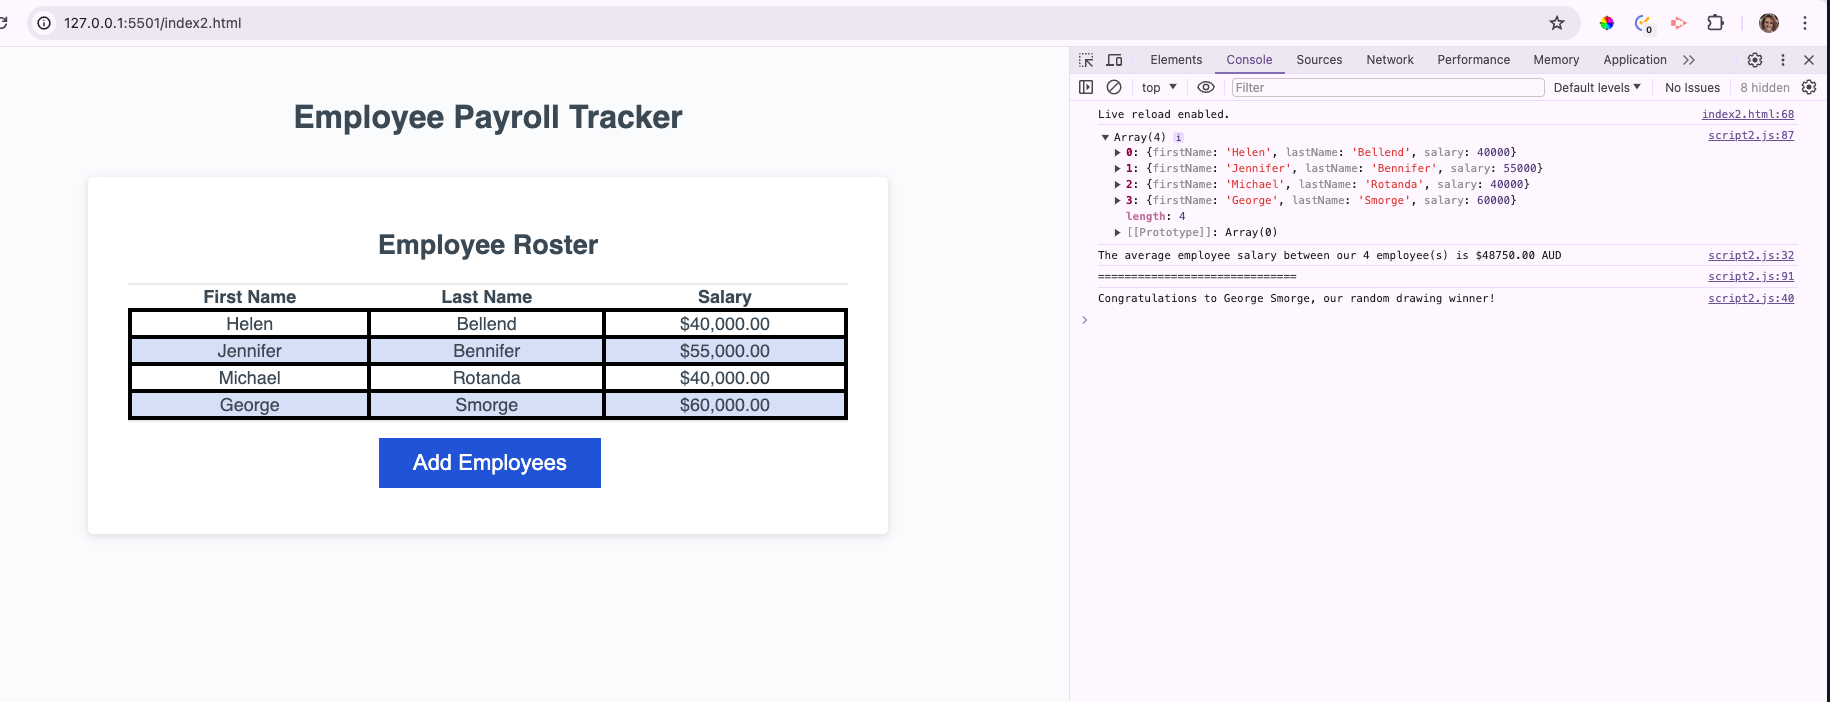 127.0.0.1:5501/index2.html
0
Elements Console Sources Network Performance Memory Application
top Filter Default levels No Issues 8 hidden
Employee Payroll Tracker
Employee Roster
First Name Last Name Salary
Helen Bellend $40,000.00
Jennifer Bennifer $55,000.00
Michael Rotanda $40,000.00
George Smorge $60,000.00
Add Employees
Live reload enabled. index2.html:68
Array(4) i script2.js:87
0: {firstName: 'Helen', lastName: 'Bellend', salary: 40000}
1: {firstName: 'Jennifer', lastName: 'Bennifer', salary: 55000}
2: {firstName: 'Michael', lastName: 'Rotanda', salary: 40000}
3: {firstName: 'George', lastName: 'Smorge', salary: 60000}
length: 4
[[Prototype]]: Array(0)
The average employee salary between our 4 employee(s) is $48750.00 AUD script2.js:32
============================== script2.js:91
Congratulations to George Smorge, our random drawing winner! script2.js:40